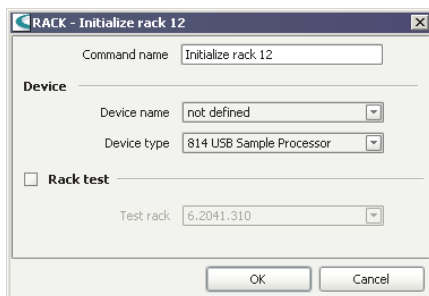 RACK - Initialize rack 12
Command name Initialize rack 12
Device
Device name not defined
Device type 814 USB Sample Processor
Rack test
Test rack 6.2041.310
OK Cancel